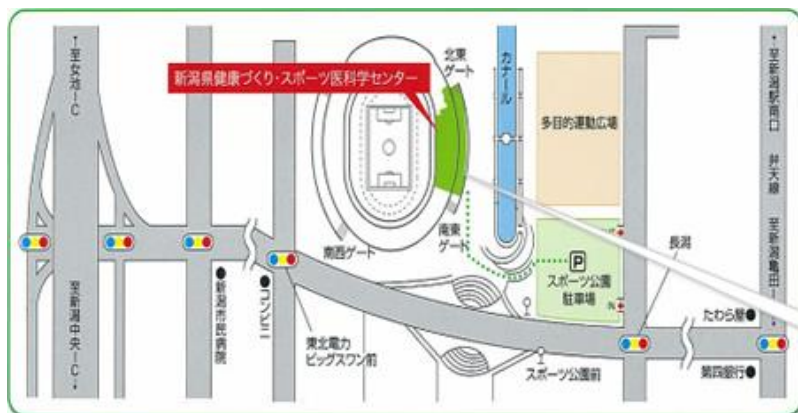 ↑至女池I.C
至新潟中央I.C↓
新潟県健康づくり・スポーツ医科学センター
北東
ゲート
カナール
多目的運動広場
↑至新潟駅南口
弁天線
至新潟亀田I.C↓
南西ゲート
南東
ゲート
P
スポーツ公園
駐車場
IN
長潟
●新潟市民病院
●コンビニ
東北電力
ビッグスワン前
スポーツ公園前
たわら屋●
第四銀行●